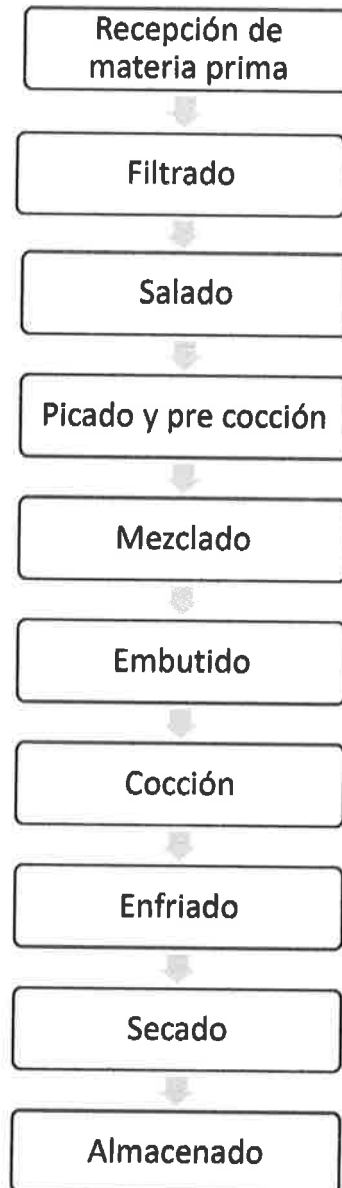 Recepción de
materia prima
Filtrado
Salado
Picado y pre cocción
Mezclado
Embutido
Cocción
Enfriado
Secado
Almacenado